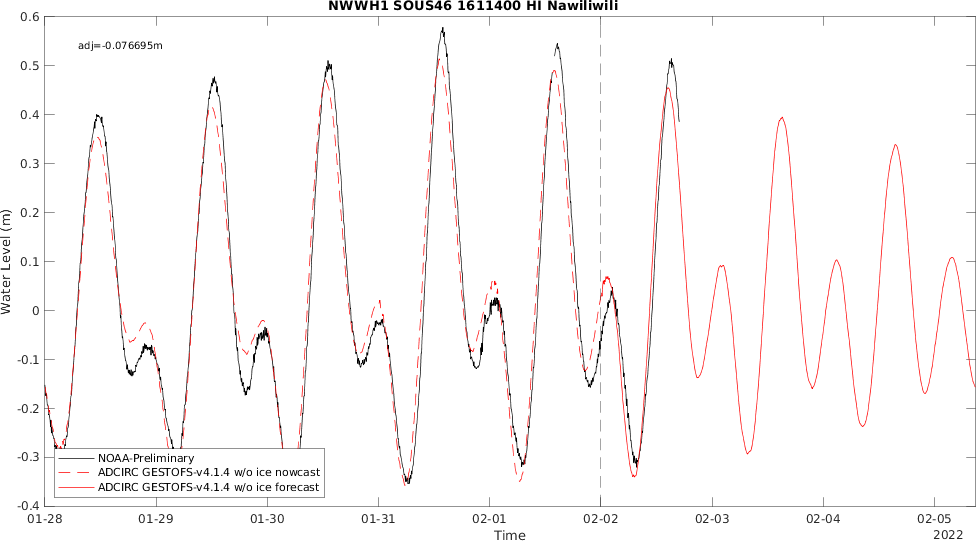 NWWH1 SOUS46 1611400 HI Nawiliwili
adj=-0.076695m
0.6
0.5
0.4
0.3
0.2
0.1
0
-0.1
-0.2
-0.3
-0.4
Water Level (m)
NOAA-Preliminary
ADCIRC GESTOFS-v4.1.4 w/o ice nowcast
ADCIRC GESTOFS-v4.1.4 w/o ice forecast
01-28 01-29 01-30 01-31 02-01 02-02 02-03 02-04 02-05
Time
2022